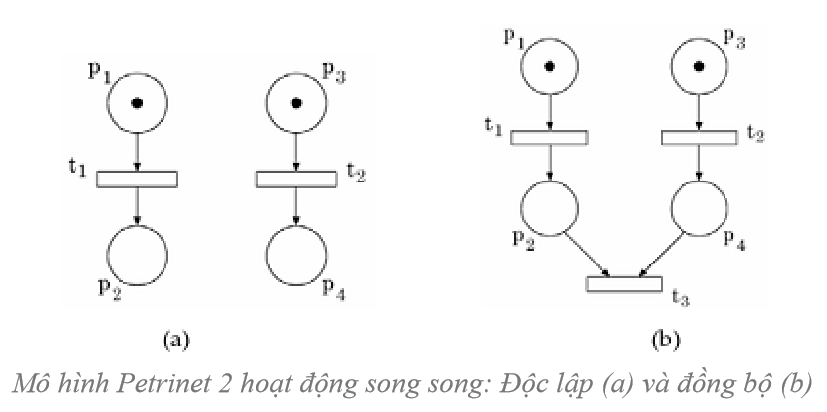 p1 p3
t1 t2
p2 p4
(a)
p1 p3
t1 t2
p2 p4
t3
(b)
Mô hình Petrinet 2 hoạt động song song: Độc lập (a) và đồng bộ (b)